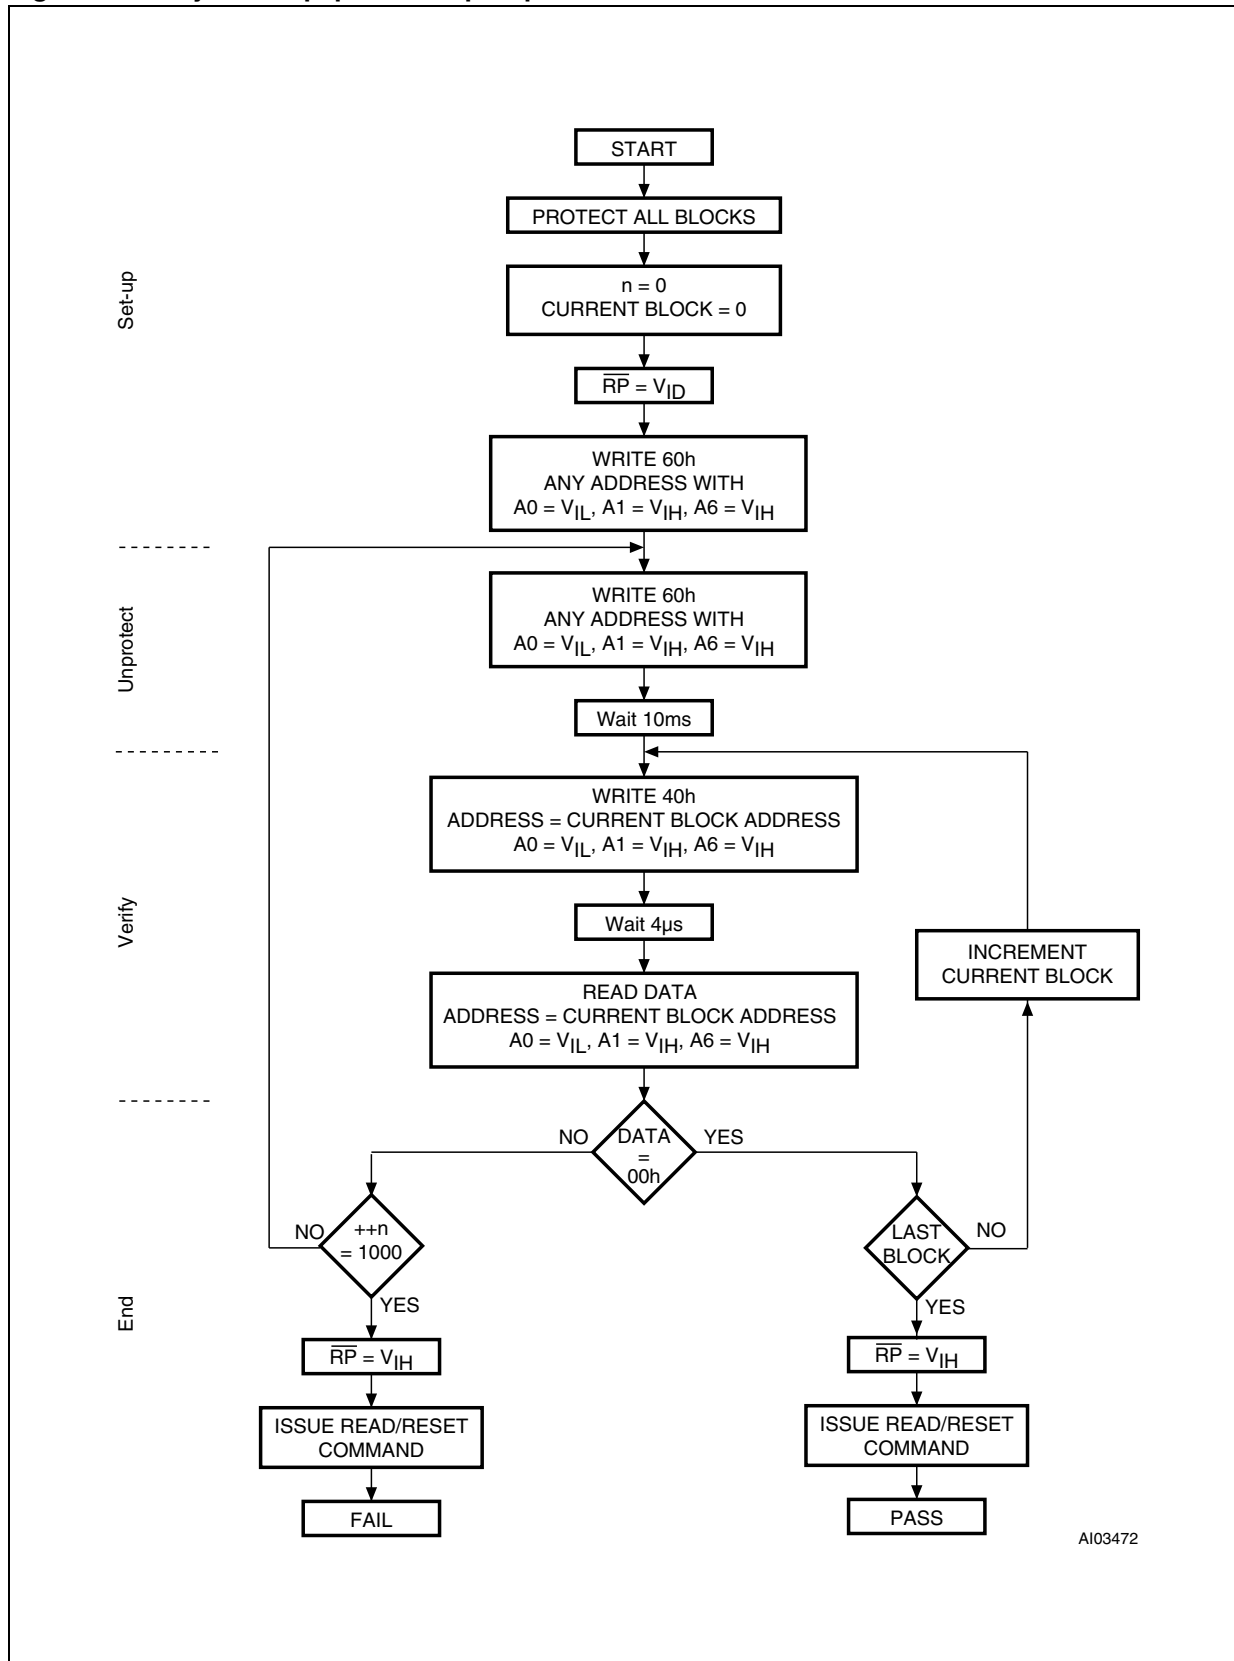 START
PROTECT ALL BLOCKS
n = 0
CURRENT BLOCK = 0
Set-up
RP = VID
WRITE 60h
ANY ADDRESS WITH
A0 = VIL, A1 = VIH, A6 = VIH
Unprotect
WRITE 60h
ANY ADDRESS WITH
A0 = VIL, A1 = VIH, A6 = VIH
Wait 10ms
Verify
WRITE 40h
ADDRESS = CURRENT BLOCK ADDRESS
A0 = VIL, A1 = VIH, A6 = VIH
Wait 4µs
INCREMENT
CURRENT BLOCK
READ DATA
ADDRESS = CURRENT BLOCK ADDRESS
A0 = VIL, A1 = VIH, A6 = VIH
NO
DATA
=
00h
YES
End
NO
++n
= 1000
YES
LAST
BLOCK
NO
YES
RP = VIH
RP = VIH
ISSUE READ/RESET
COMMAND
ISSUE READ/RESET
COMMAND
FAIL
PASS
AI03472